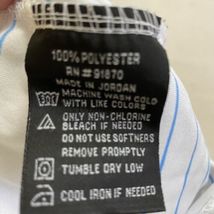 100% POLYESTER
RN# 91870
MADE IN JORDAN
MACHINE WASH COLD
WITH LIKE COLORS
ONLY NON-CHLORINE
BLEACH IF NEEDED
DO NOT USE SOFTNERS
REMOVE PROMPTLY
TUMBLE DRY LOW
COOL IRON IF NEEDED